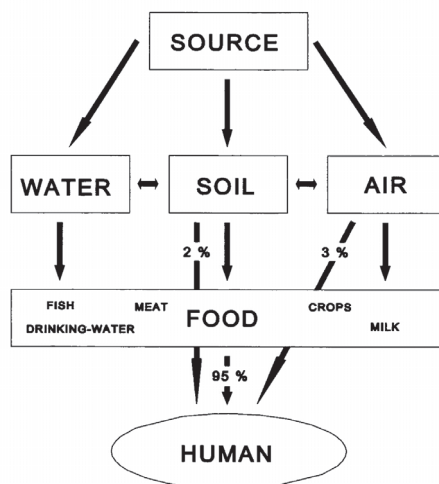 SOURCE
WATER
SOIL
AIR
2 %
3 %
FISH
MEAT
CROPS
FOOD
DRINKING-WATER
MILK
95 %
HUMAN